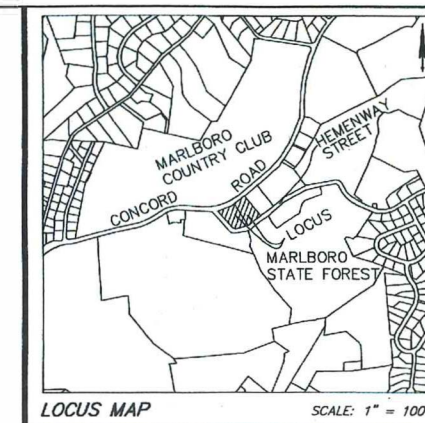 MARLBORO
COUNTRY CLUB
HEMENWAY
STREET
CONCORD ROAD
LOCUS
MARLBORO
STATE FOREST
LOCUS MAP
SCALE: 1" = 100